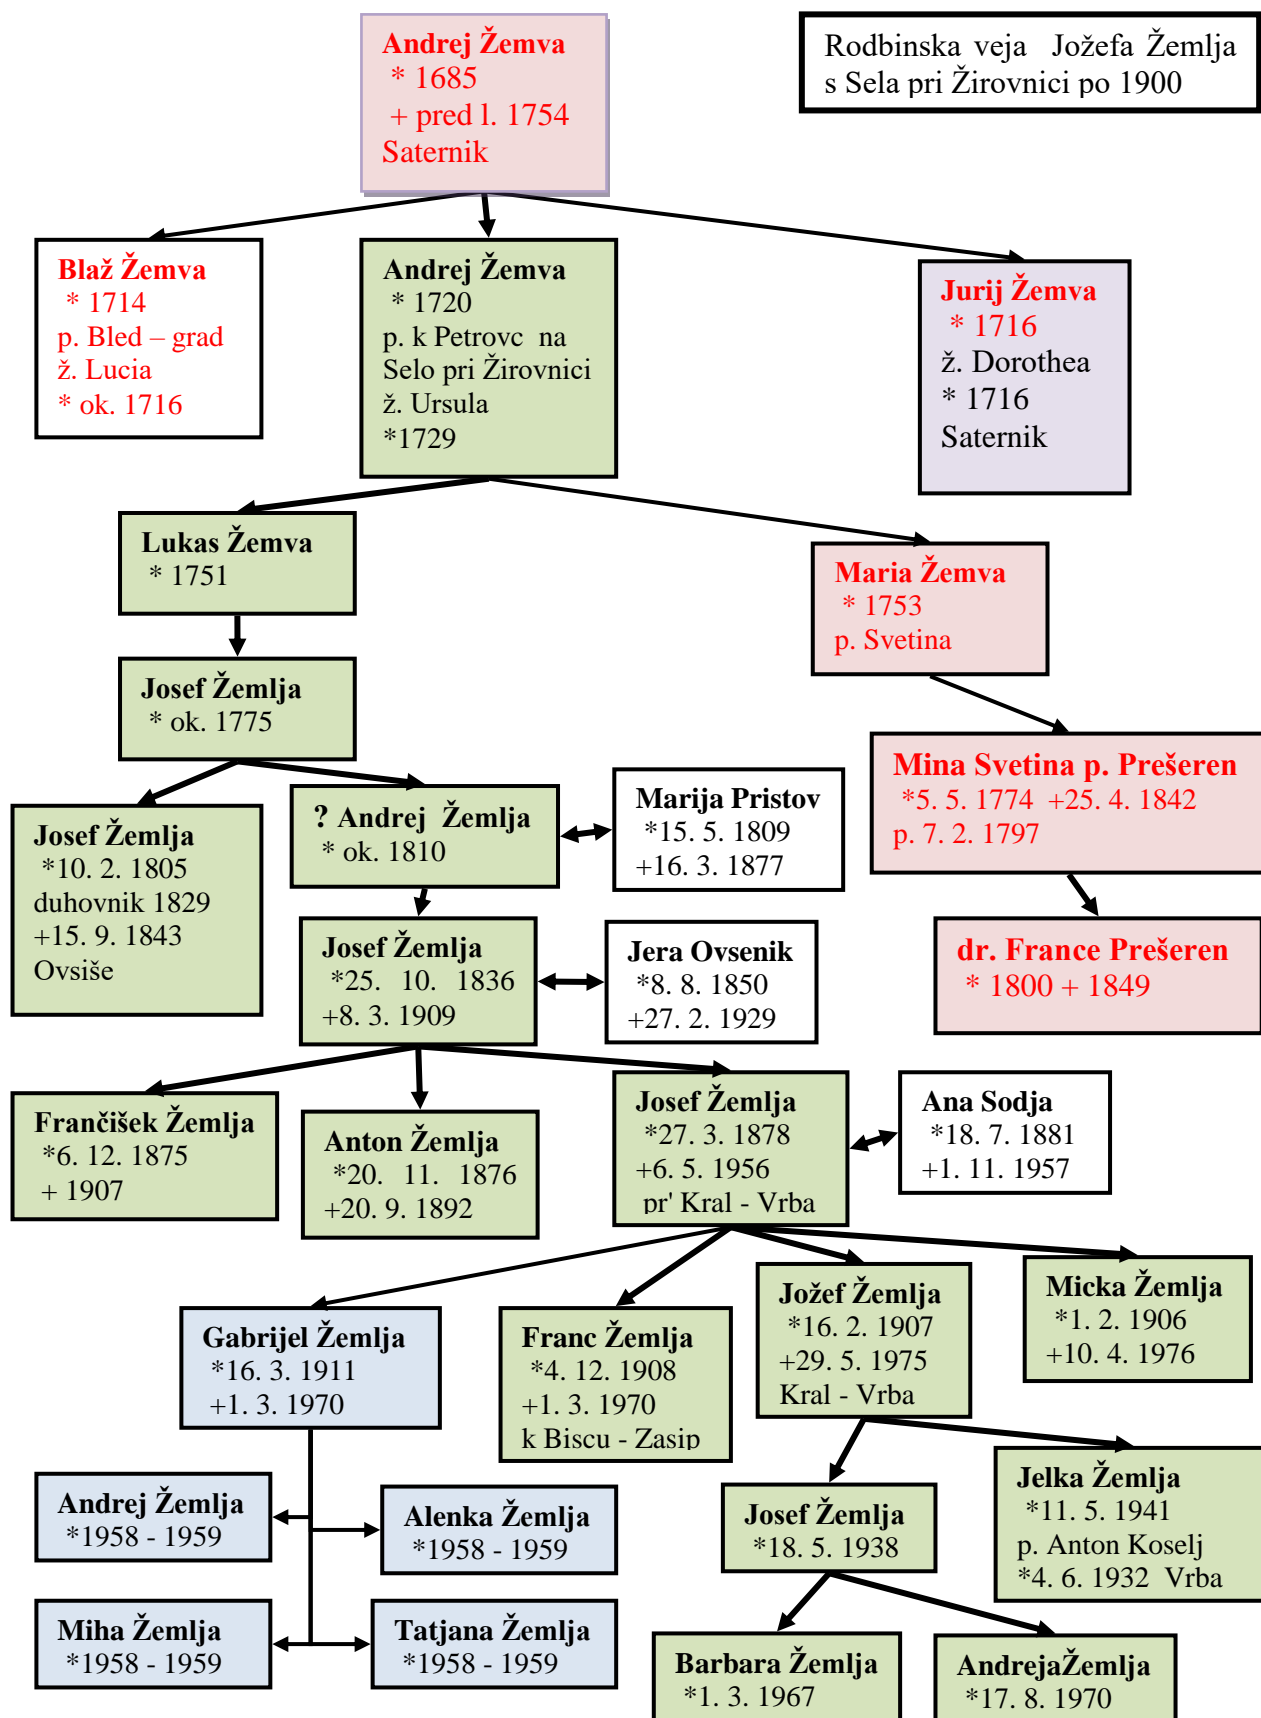 Andrej Žemva
* 1685
+ pred l. 1754
Saternik
Rodbinska veja Jožefa Žemlja
s Sela pri Žirovnici po 1900
Blaž Žemva
* 1714
p. Bled – grad
ž. Lucia
* ok. 1716
Andrej Žemva
* 1720
p. k Petrovc na
Selo pri Žirovnici
ž. Ursula
*1729
Jurij Žemva
* 1716
ž. Dorothea
* 1716
Saternik
Lukas Žemva
* 1751
Maria Žemva
* 1753
p. Svetina
Josef Žemlja
* ok. 1775
Mina Svetina p. Prešeren
*5. 5. 1774 +25. 4. 1842
p. 7. 2. 1797
Josef Žemlja
*10. 2. 1805
duhovnik 1829
+15. 9. 1843
Ovsiše
? Andrej Žemlja
* ok. 1810
Marija Pristov
*15. 5. 1809
+16. 3. 1877
Josef Žemlja
*25. 10. 1836
+8. 3. 1909
Jera Ovsenik
*8. 8. 1850
+27. 2. 1929
dr. France Prešeren
* 1800 + 1849
Frančišek Žemlja
*6. 12. 1875
+ 1907
Anton Žemlja
*20. 11. 1876
+20. 9. 1892
Josef Žemlja
*27. 3. 1878
+6. 5. 1956
pr' Kral - Vrba
Ana Sodja
*18. 7. 1881
+1. 11. 1957
Gabrijel Žemlja
*16. 3. 1911
+1. 3. 1970
Franc Žemlja
*4. 12. 1908
+1. 3. 1970
k Biscu - Zasip
Jožef Žemlja
*16. 2. 1907
+29. 5. 1975
Kral - Vrba
Micka Žemlja
*1. 2. 1906
+10. 4. 1976
Andrej Žemlja
*1958 - 1959
Alenka Žemlja
*1958 - 1959
Josef Žemlja
*18. 5. 1938
Jelka Žemlja
*11. 5. 1941
p. Anton Koselj
*4. 6. 1932 Vrba
Miha Žemlja
*1958 - 1959
Tatjana Žemlja
*1958 - 1959
Barbara Žemlja
*1. 3. 1967
AndrejaŽemlja
*17. 8. 1970